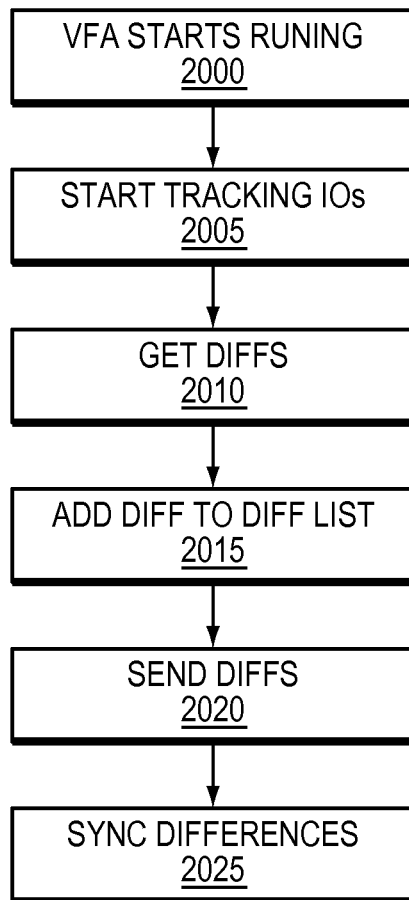 VFA STARTS RUNING
2000
START TRACKING IOs
2005
GET DIFFS
2010
ADD DIFF TO DIFF LIST
2015
SEND DIFFS
2020
SYNC DIFFERENCES
2025